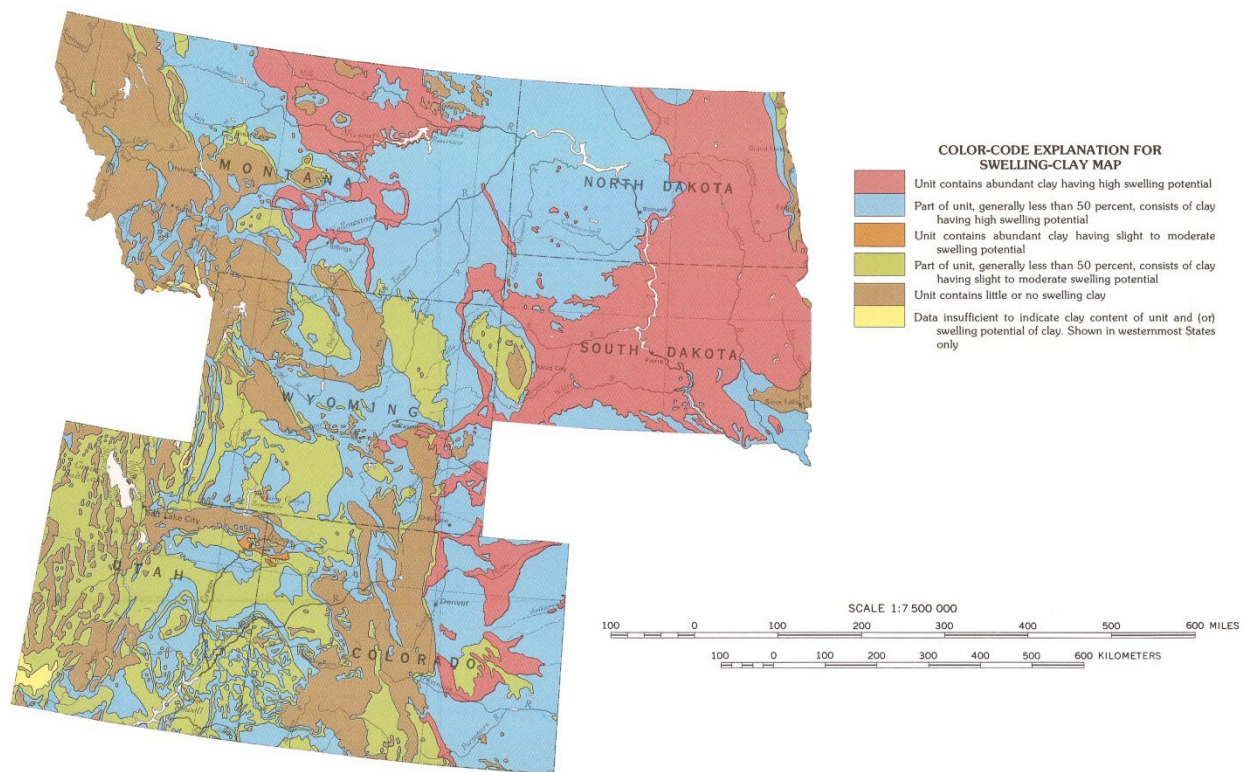 MONTANA
NORTH DAKOTA
SOUTH DAKOTA
WYOMING
UTAH
COLORADO
Missouri
Yellowstone
Bismarck
Pierre
Rapid City
Salt Lake City
Denver
Cheyenne
COLOR-CODE EXPLANATION FOR
SWELLING-CLAY MAP
Unit contains abundant clay having high swelling potential
Part of unit, generally less than 50 percent, consists of clay
having high swelling potential
Unit contains abundant clay having slight to moderate
swelling potential
Part of unit, generally less than 50 percent, consists of clay
having slight to moderate swelling potential
Unit contains little or no swelling clay
Data insufficient to indicate clay content of unit and (or)
swelling potential of clay. Shown in westernmost States
only
SCALE 1:7 500 000
100 0 100 200 300 400 500 600 MILES
100 0 100 200 300 400 500 600 KILOMETERS